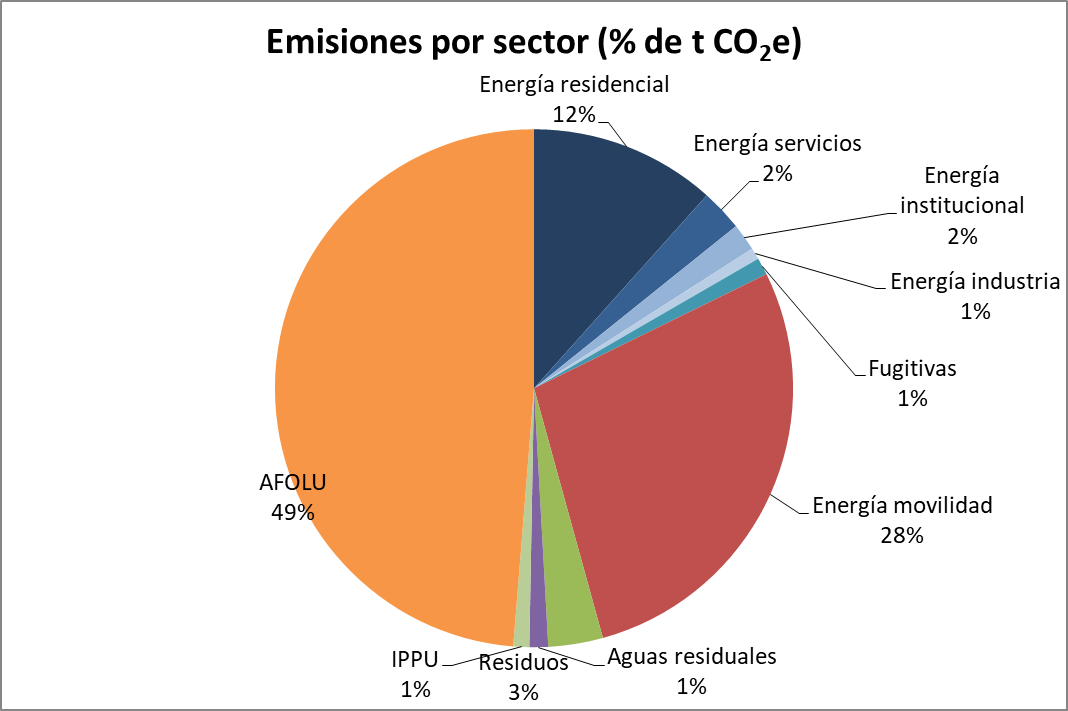 Emisiones por sector (% de t CO₂e)
Energía residencial
12%
Energía servicios
2%
Energía
institucional
2%
Energía industria
1%
Fugitivas
1%
Energía movilidad
28%
Aguas residuales
1%
Residuos
3%
IPPU
1%
AFOLU
49%